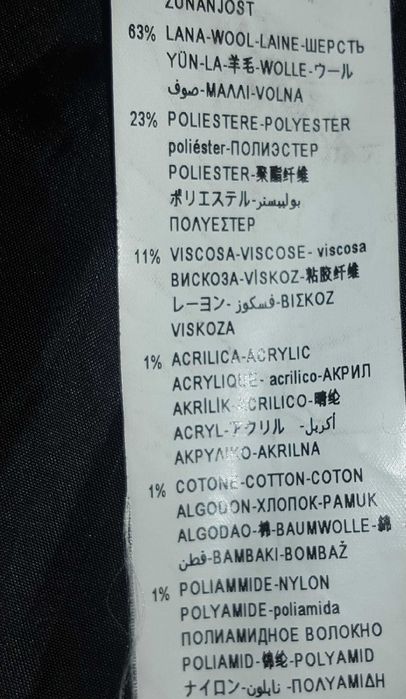 ZUNANJOST
63% LANA-WOOL-LAINE-ШЕРСТЬ
YÜN-LA-羊毛-WOLLE-ウール
صوف-ΜΑΛΛΙ-VOLNA
23% POLIESTERE-POLYESTER
poliéster-ПОЛИЭСТЕР
POLIESTER-聚酯纤维
ポリエステル-بوليستر
ΠΟΛΥΕΣΤΕΡ
11% VISCOSA-VISCOSE- viscosa
ВИСКОЗА-VİSKOZ-粘胶纤维
レーヨン- فسكوز-ΒΙΣΚΟΖ
VISKOZA
1% ACRILICA-ACRYLIC
ACRYLIQUE- acrilico-АКРИЛ
AKRİLİK-ACRILICO-腈纶
ACRYL-アクリル -أكريل
ΑΚΡΥΛΙΚΟ-AKRILNA
1% COTONE-COTTON-COTON
ALGODON-ХЛОПОК-PAMUK
ALGODAO-棉-BAUMWOLLE-綿
قطن-BAMBAKI-BOMBAŽ
1% POLIAMMIDE-NYLON
POLYAMIDE-poliamida
ПОЛИАМИДНОЕ ВОЛОКНО
POLIAMID-锦纶-POLYAMID
ナイロン-نايلون-ΠΟΛΥΑΜΙΔΗ